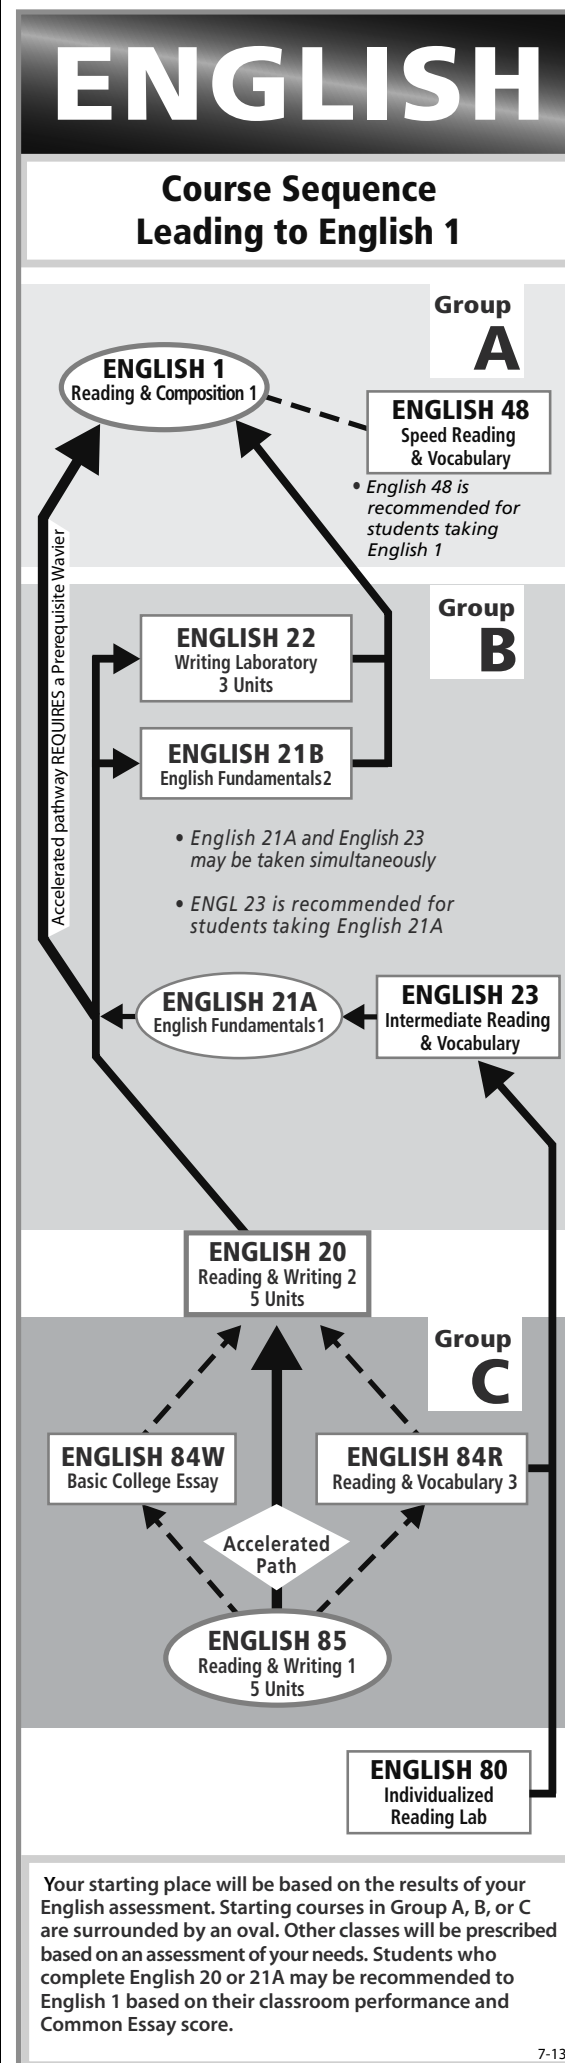 ENGLISH
Course Sequence
Leading to English 1
Group
A
ENGLISH 1
Reading & Composition 1
ENGLISH 48
Speed Reading
& Vocabulary
• English 48 is
recommended for
students taking
English 1
Accelerated pathway REQUIRES a Prerequisite Wavier
Group
B
ENGLISH 22
Writing Laboratory
3 Units
ENGLISH 21B
English Fundamentals 2
• English 21A and English 23
may be taken simultaneously
• ENGL 23 is recommended for
students taking English 21A
ENGLISH 21A
English Fundamentals 1
ENGLISH 23
Intermediate Reading
& Vocabulary
ENGLISH 20
Reading & Writing 2
5 Units
Group
C
ENGLISH 84W
Basic College Essay
ENGLISH 84R
Reading & Vocabulary 3
Accelerated
Path
ENGLISH 85
Reading & Writing 1
5 Units
ENGLISH 80
Individualized
Reading Lab
Your starting place will be based on the results of your
English assessment. Starting courses in Group A, B, or C
are surrounded by an oval. Other classes will be prescribed
based on an assessment of your needs. Students who
complete English 20 or 21A may be recommended to
English 1 based on their classroom performance and
Common Essay score.
7-13